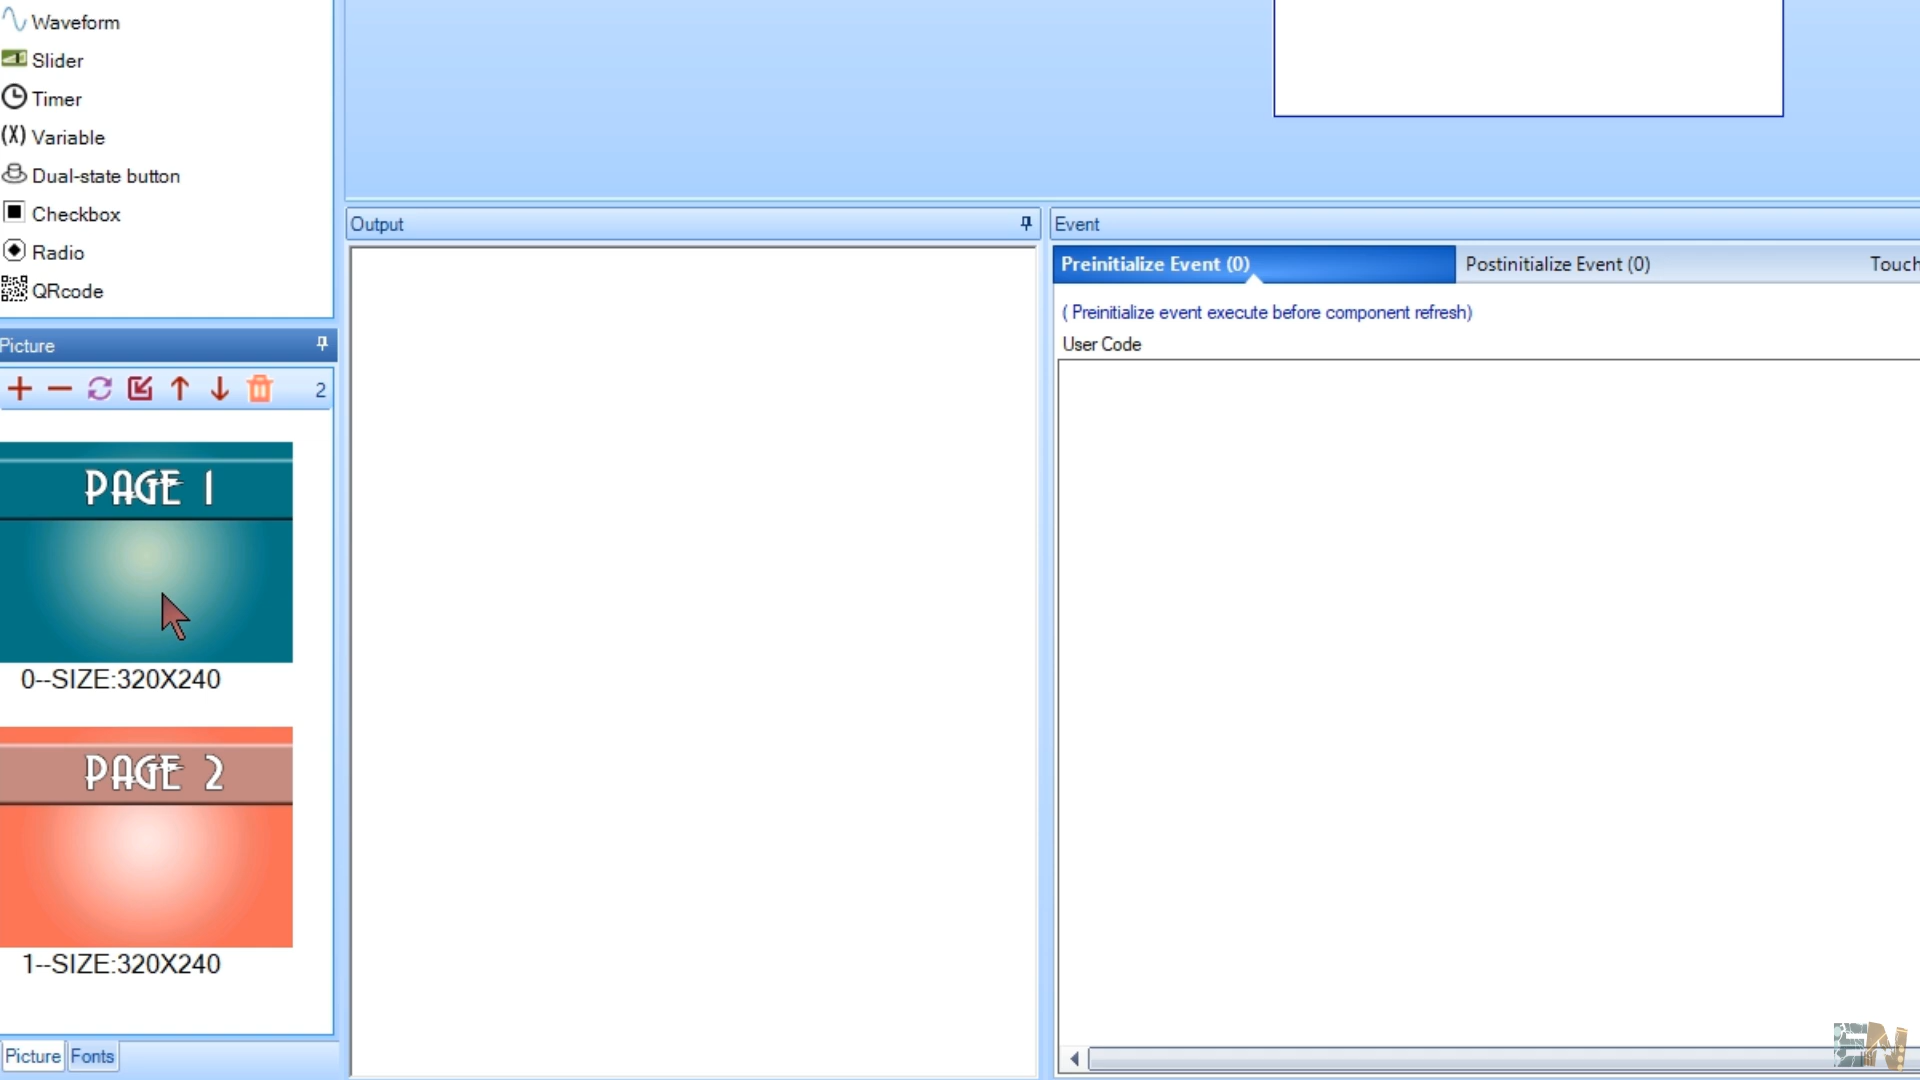 Waveform
Slider
Timer
(X) Variable
Dual-state button
Checkbox
Radio
QRcode
Picture
2
PAGE 1
0--SIZE:320X240
PAGE 2
1--SIZE:320X240
Picture Fonts
Output
Event
Preinitialize Event (0) Postinitialize Event (0) Touch
( Preinitialize event execute before component refresh)
User Code
EN